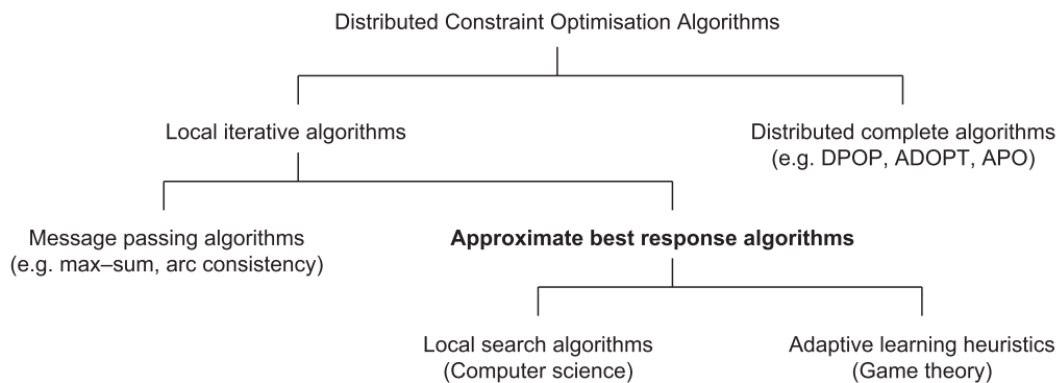 Distributed Constraint Optimisation Algorithms
Local iterative algorithms
Distributed complete algorithms
(e.g. DPOP, ADOPT, APO)
Message passing algorithms
(e.g. max–sum, arc consistency)
Approximate best response algorithms
Local search algorithms
(Computer science)
Adaptive learning heuristics
(Game theory)